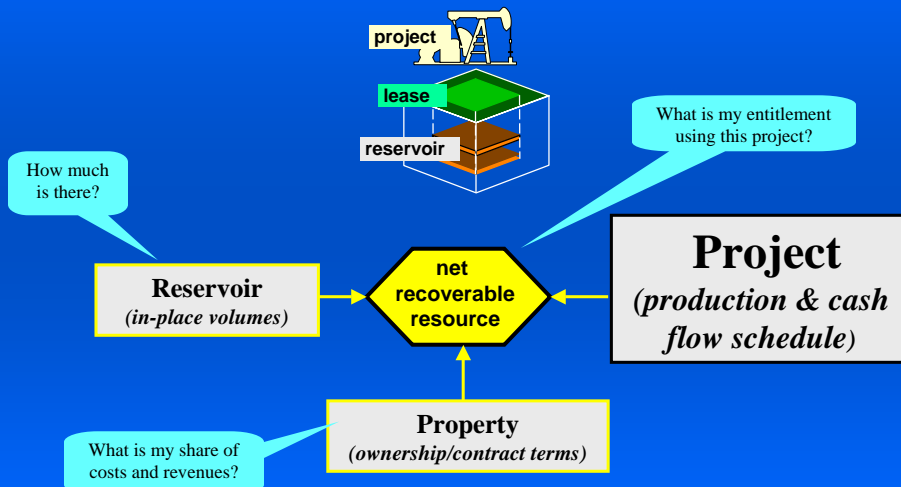 project
lease
reservoir
What is my entitlement
using this project?
How much
is there?
Reservoir
(in-place volumes)
net
recoverable
resource
Project
(production & cash
flow schedule)
Property
(ownership/contract terms)
What is my share of
costs and revenues?